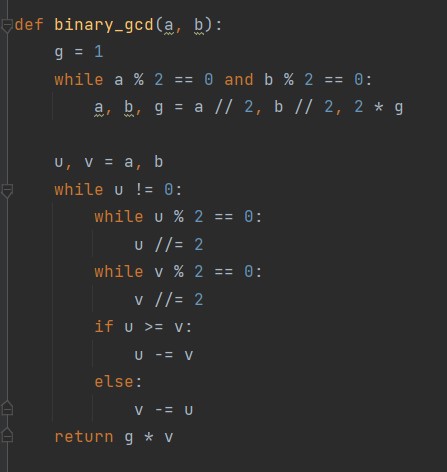 def binary_gcd(a, b):
    g = 1
    while a % 2 == 0 and b % 2 == 0:
        a, b, g = a // 2, b // 2, 2 * g

    u, v = a, b
    while u != 0:
        while u % 2 == 0:
            u //= 2
        while v % 2 == 0:
            v //= 2
        if u >= v:
            u -= v
        else:
            v -= u
    return g * v